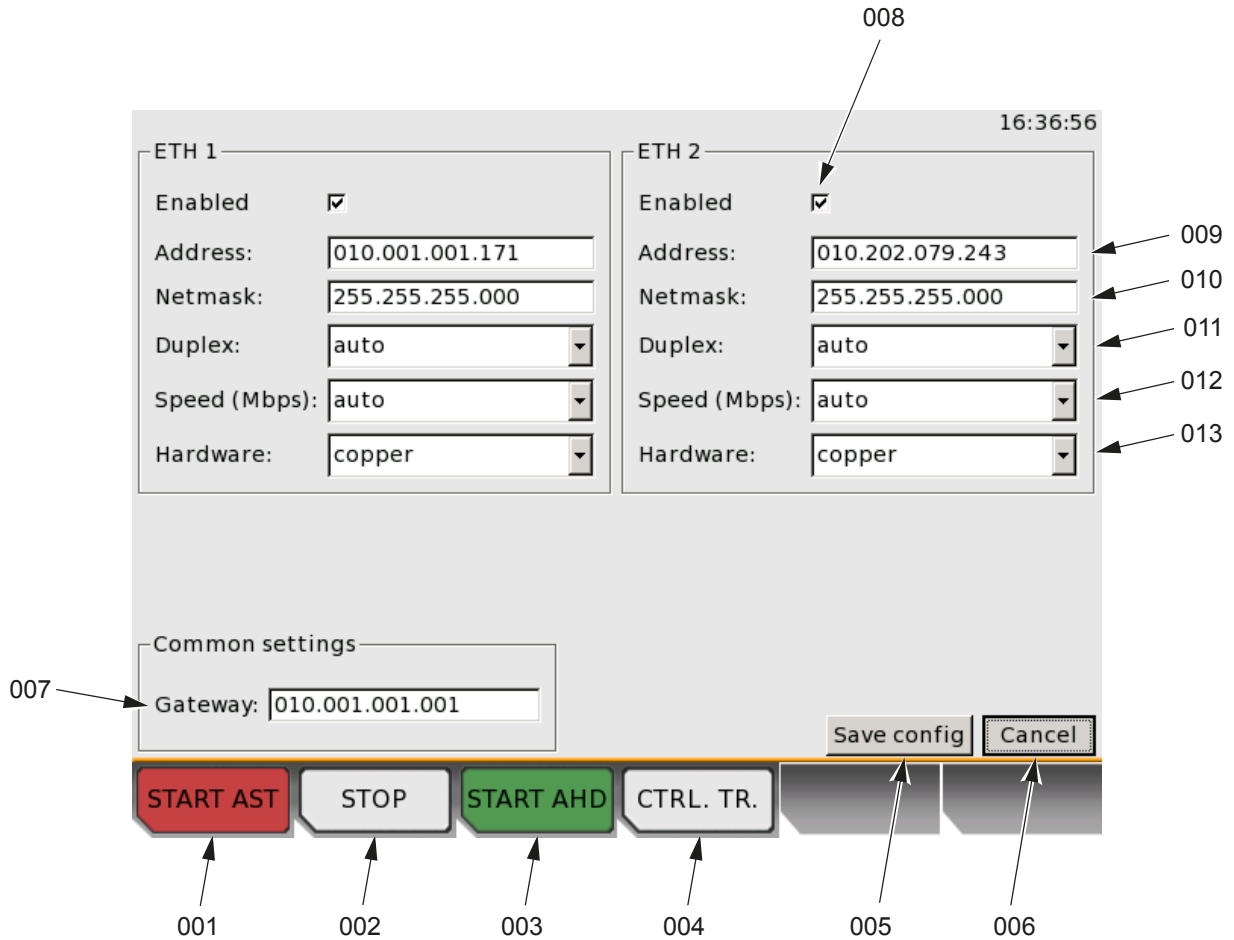 008
16:36:56
ETH 1
Enabled
Address: 010.001.001.171
Netmask: 255.255.255.000
Duplex: auto
Speed (Mbps): auto
Hardware: copper
ETH 2
Enabled
Address: 010.202.079.243
Netmask: 255.255.255.000
Duplex: auto
Speed (Mbps): auto
Hardware: copper
009
010
011
012
013
Common settings
007
Gateway: 010.001.001.001
Save config Cancel
START AST STOP START AHD CTRL. TR.
001 002 003 004 005 006